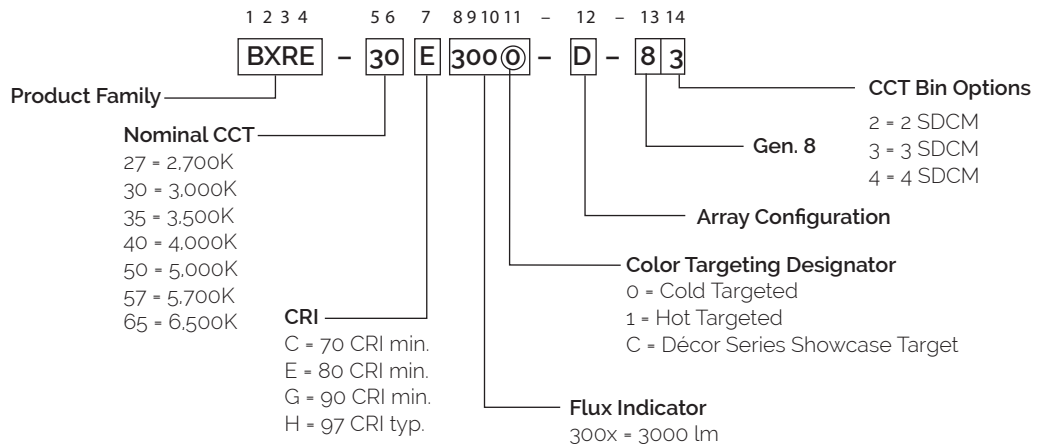 1 2 3 4 5 6 7 8 9 10 11 – 12 – 13 14
BXRE – 30 E 300 0 – D – 8 3
Product Family
Nominal CCT
27 = 2,700K
30 = 3,000K
35 = 3,500K
40 = 4,000K
50 = 5,000K
57 = 5,700K
65 = 6,500K
CRI
C = 70 CRI min.
E = 80 CRI min.
G = 90 CRI min.
H = 97 CRI typ.
Flux Indicator
300x = 3000 lm
Color Targeting Designator
0 = Cold Targeted
1 = Hot Targeted
C = Décor Series Showcase Target
Array Configuration
Gen. 8
CCT Bin Options
2 = 2 SDCM
3 = 3 SDCM
4 = 4 SDCM